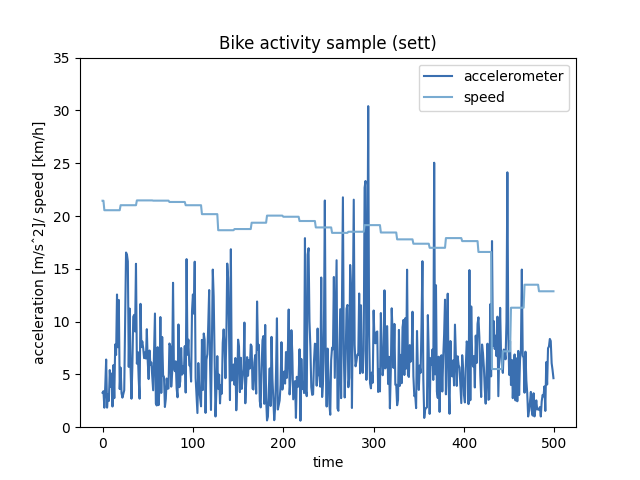 Bike activity sample (sett)
accelerometer
speed
acceleration [m/s^2]/ speed [km/h]
35
30
25
20
15
10
5
0
0
100
200
300
400
500
time